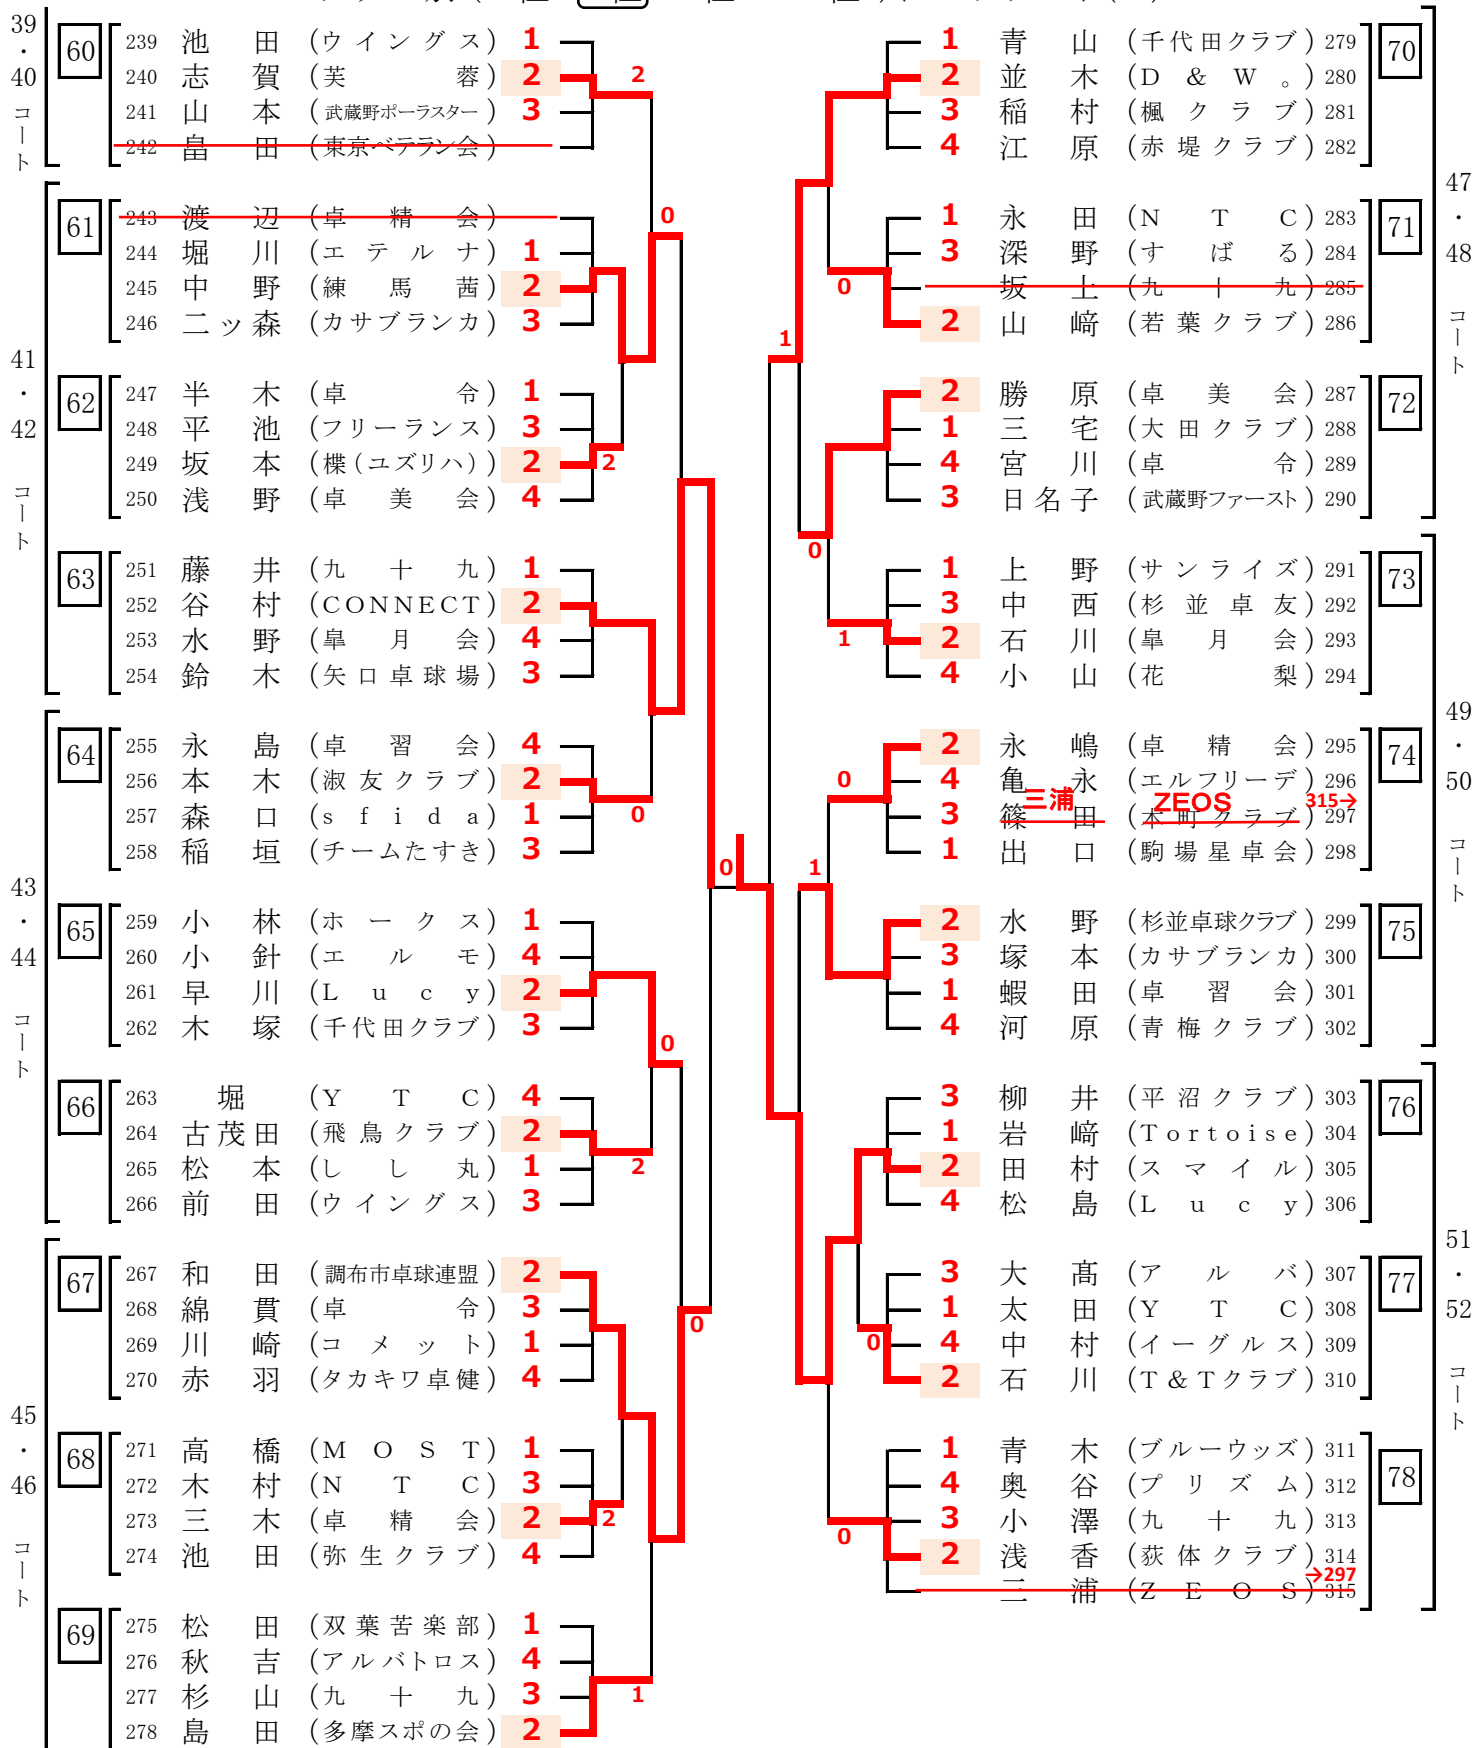 39・40コート
60
239 池田 (ウイングス) 1
240 志賀 (芙蓉) 2
241 山本 (武蔵野ポーラスター) 3
242 畠田 (東京ベテラン会)
2
61
243 渡辺 (卓精会)
244 堀川 (エテルナ) 1
245 中野 (練馬茜) 2
246 二ッ森 (カサブランカ) 3
0
41・42コート
62
247 半木 (卓令) 1
248 平池 (フリーランス) 3
249 坂本 (楪(ユズリハ)) 2
250 浅野 (卓美会) 4
2
63
251 藤井 (九十九) 1
252 谷村 (CONNECT) 2
253 水野 (皐月会) 4
254 鈴木 (矢口卓球場) 3
43・44コート
64
255 永島 (卓習会) 4
256 本木 (淑友クラブ) 2
257 森口 (sfida) 1
258 稲垣 (チームたすき) 3
0
0
65
259 小林 (ホークス) 1
260 小針 (エルモ) 4
261 早川 (Lucy) 2
262 木塚 (千代田クラブ) 3
0
66
263 堀 (YTC) 4
264 古茂田 (飛鳥クラブ) 2
265 松本 (しし丸) 1
266 前田 (ウイングス) 3
2
45・46コート
67
267 和田 (調布市卓球連盟) 2
268 綿貫 (卓令) 3
269 川崎 (コメット) 1
270 赤羽 (タカキワ卓健) 4
0
68
271 高橋 (MOST) 1
272 木村 (NTC) 3
273 三木 (卓精会) 2
274 池田 (弥生クラブ) 4
2
69
275 松田 (双葉苦楽部) 1
276 秋吉 (アルバトロス) 4
277 杉山 (九十九) 3
278 島田 (多摩スポの会) 2
1
70
1 青山 (千代田クラブ) 279
2 並木 (D&W。) 280
3 稲村 (楓クラブ) 281
4 江原 (赤堤クラブ) 282
47・48コート
71
1 永田 (NTC) 283
3 深野 (すばる) 284
坂上 (九十九) 285
2 山﨑 (若葉クラブ) 286
0
1
72
2 勝原 (卓美会) 287
1 三宅 (大田クラブ) 288
4 宮川 (卓令) 289
3 日名子 (武蔵野ファースト) 290
0
73
1 上野 (サンライズ) 291
3 中西 (杉並卓友) 292
2 石川 (皐月会) 293
4 小山 (花梨) 294
1
49・50コート
74
2 永嶋 (卓精会) 295
4 亀永 (エルフリーデ) 296
三浦 ZEOS 315→
3 篠田 (本町クラブ) 297
1 出口 (駒場星卓会) 298
0
1
75
2 水野 (杉並卓球クラブ) 299
3 塚本 (カサブランカ) 300
1 蝦田 (卓習会) 301
4 河原 (青梅クラブ) 302
76
3 柳井 (平沼クラブ) 303
1 岩﨑 (Tortoise) 304
2 田村 (スマイル) 305
4 松島 (Lucy) 306
51・52コート
77
3 大髙 (アルバ) 307
1 太田 (YTC) 308
4 中村 (イーグルス) 309
2 石川 (T&Tクラブ) 310
0
78
1 青木 (ブルーウッズ) 311
4 奥谷 (プリズム) 312
3 小澤 (九十九) 313
2 浅香 (荻体クラブ) 314
→297
三浦 (ZEOS) 315
0